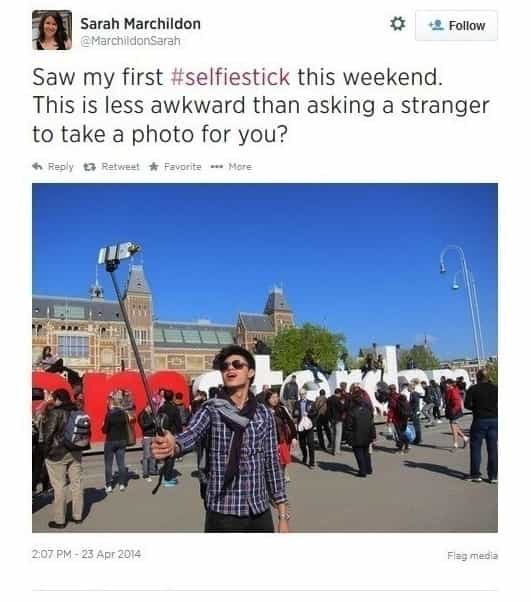 Sarah Marchildon
@MarchildonSarah
Follow
Saw my first #selfiestick this weekend.
This is less awkward than asking a stranger
to take a photo for you?
Reply Retweet Favorite More
2:07 PM - 23 Apr 2014
Flag media